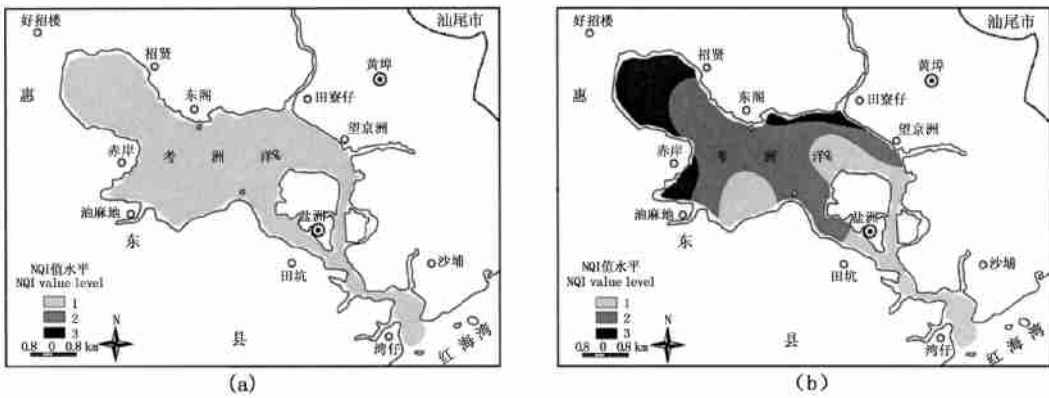 好招楼
汕尾市
招贤
黄埠
惠
东阁
田寮仔
望京洲
赤岸
考 洲 洋
油麻地
盐洲
东
田坑
沙埔
NQI值水平
NQI value level
1
2
3
0.8 0 0.8 km
N
县
湾仔
红海湾
(a)
好招楼
汕尾市
招贤
黄埠
惠
东阁
田寮仔
望京洲
赤岸
考 洲 洋
油麻地
盐洲
东
田坑
沙埔
NQI值水平
NQI value level
1
2
3
0.8 0 0.8 km
N
县
湾仔
红海湾
(b)